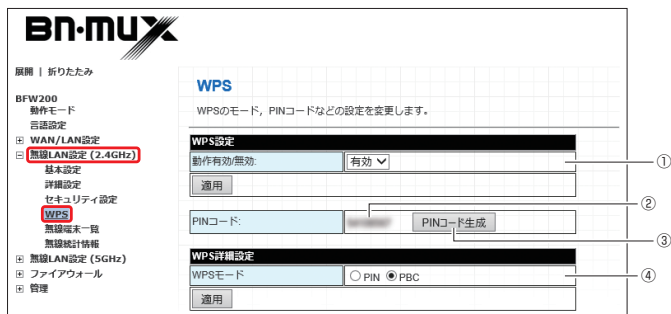 BN-MUX
展開 | 折りたたみ
BFW200
動作モード
言語設定
WAN/LAN設定
無線LAN設定 (2.4GHz)
基本設定
詳細設定
セキュリティ設定
WPS
無線端末一覧
無線統計情報
無線LAN設定 (5GHz)
ファイアウォール
管理
WPS
WPSのモード，PINコードなどの設定を変更します。
WPS設定
動作有効/無効: 有効 ①
適用
②
PINコード: PINコード生成
③
WPS詳細設定
WPSモード PIN PBC ④
適用